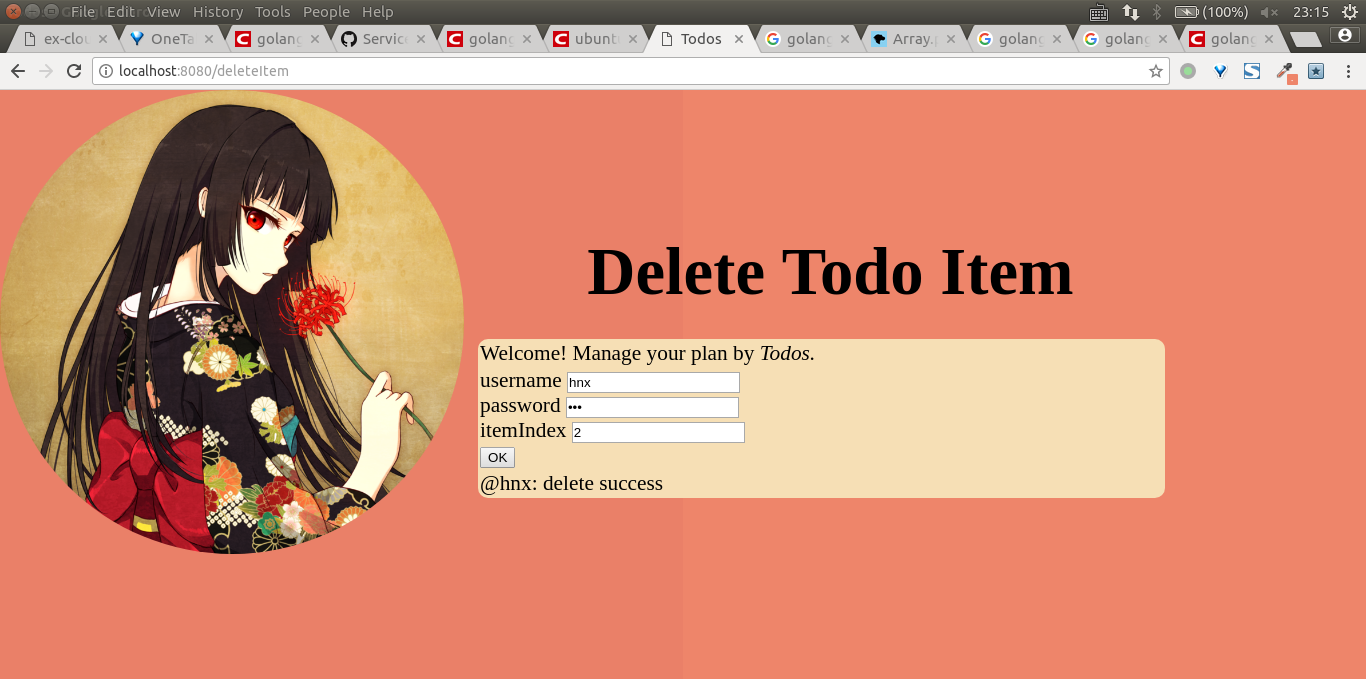 File Edit View History Tools People Help (100%) 23:15
ex-clou OneTa golang Service golang ubunt Todos golang Array.p golang golang golang
localhost:8080/deleteItem
Delete Todo Item
Welcome! Manage your plan by Todos.
username hnx
password •••
itemIndex 2
OK
@hnx: delete success